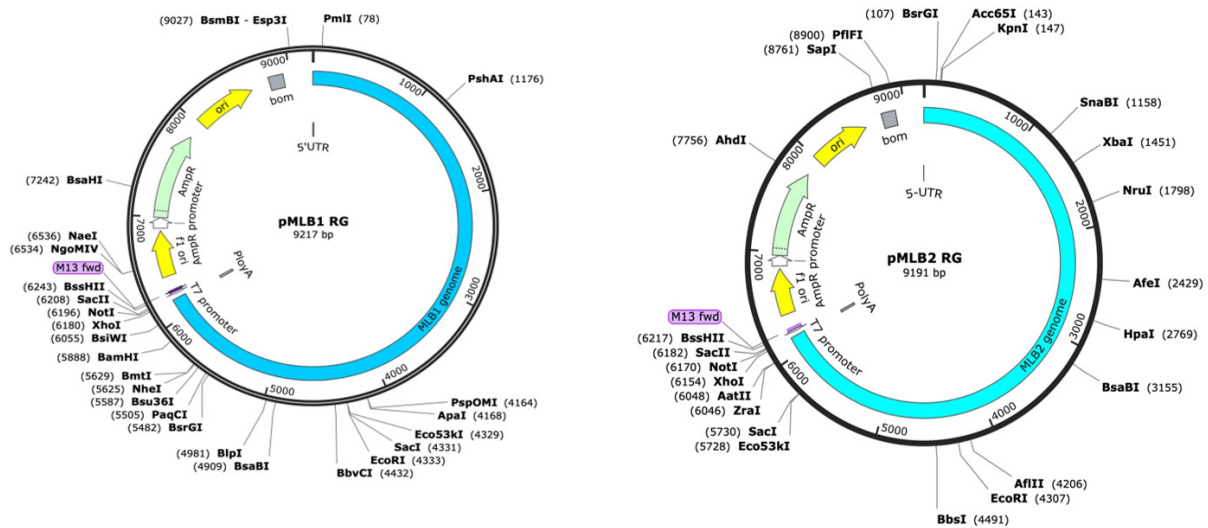 (9027) BsmBI - Esp3I
PmlI (78)
PshAI (1176)
9000
1000
2000
3000
4000
5000
6000
7000
8000
bom
ori
AmpR
AmpR promoter
f1 ori
5'UTR
pMLB1 RG
9217 bp
PloyA
T7 promoter
MLB1 genome
(7242) BsaHI
(6536) NaeI
(6534) NgoMIV
M13 fwd
(6243) BssHII
(6208) SacII
(6196) NotI
(6180) XhoI
(6055) BsiWI
(5888) BamHI
(5629) BmtI
(5625) NheI
(5587) Bsu36I
(5505) PaqCI
(5482) BsrGI
(4981) BlpI
(4909) BsaBI
PspOMI (4164)
ApaI (4168)
Eco53kI (4329)
SacI (4331)
EcoRI (4333)
BbvCI (4432)
(107) BsrGI
Acc65I (143)
KpnI (147)
(8900) PflFI
(8761) SapI
SnaBI (1158)
XbaI (1451)
NruI (1798)
AfeI (2429)
HpaI (2769)
BsaBI (3155)
9000
1000
2000
3000
4000
5000
6000
7000
8000
bom
ori
AmpR
AmpR promoter
f1 ori
5-UTR
pMLB2 RG
9191 bp
PolyA
T7 promoter
MLB2 genome
(7756) AhdI
M13 fwd
(6217) BssHII
(6182) SacII
(6170) NotI
(6154) XhoI
(6048) AatII
(6046) ZraI
(5730) SacI
(5728) Eco53kI
AflII (4206)
EcoRI (4307)
BbsI (4491)